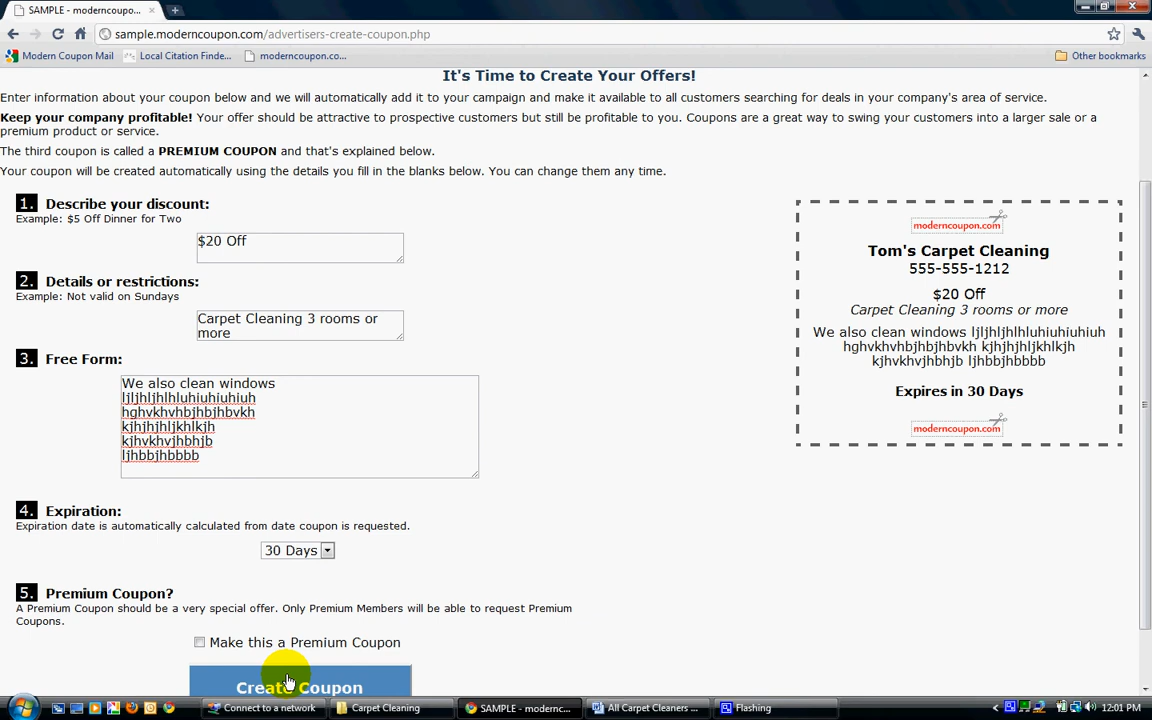 SAMPLE - moderncoupo...
sample.moderncoupon.com/advertisers-create-coupon.php
Modern Coupon Mail
Local Citation Finde...
moderncoupon.co...
Other bookmarks
It's Time to Create Your Offers!
Enter information about your coupon below and we will automatically add it to your campaign and make it available to all customers searching for deals in your company's area of service.
Keep your company profitable! Your offer should be attractive to prospective customers but still be profitable to you. Coupons are a great way to swing your customers into a larger sale or a
premium product or service.
The third coupon is called a PREMIUM COUPON and that's explained below.
Your coupon will be created automatically using the details you fill in the blanks below. You can change them any time.
1. Describe your discount:
Example: $5 Off Dinner for Two
$20 Off
2. Details or restrictions:
Example: Not valid on Sundays
Carpet Cleaning 3 rooms or
more
3. Free Form:
We also clean windows
ljljhljhlhluhiuhiuhiuh
hghvkhvhbjhbjhbvkh
kjhjhjhljkhlkjh
kjhvkhvjhbhjb
ljhbbjhbbbb
4. Expiration:
Expiration date is automatically calculated from date coupon is requested.
30 Days
5. Premium Coupon?
A Premium Coupon should be a very special offer. Only Premium Members will be able to request Premium
Coupons.
Make this a Premium Coupon
Create Coupon
moderncoupon.com
Tom's Carpet Cleaning
555-555-1212
$20 Off
Carpet Cleaning 3 rooms or more
We also clean windows ljljhljhlhluhiuhiuhiuh
hghvkhvhbjhbjhbvkh kjhjhjhljkhlkjh
kjhvkhvjhbhjb ljhbbjhbbbb
Expires in 30 Days
moderncoupon.com
Connect to a network
Carpet Cleaning
SAMPLE - modernc...
All Carpet Cleaners ...
Flashing
12:01 PM